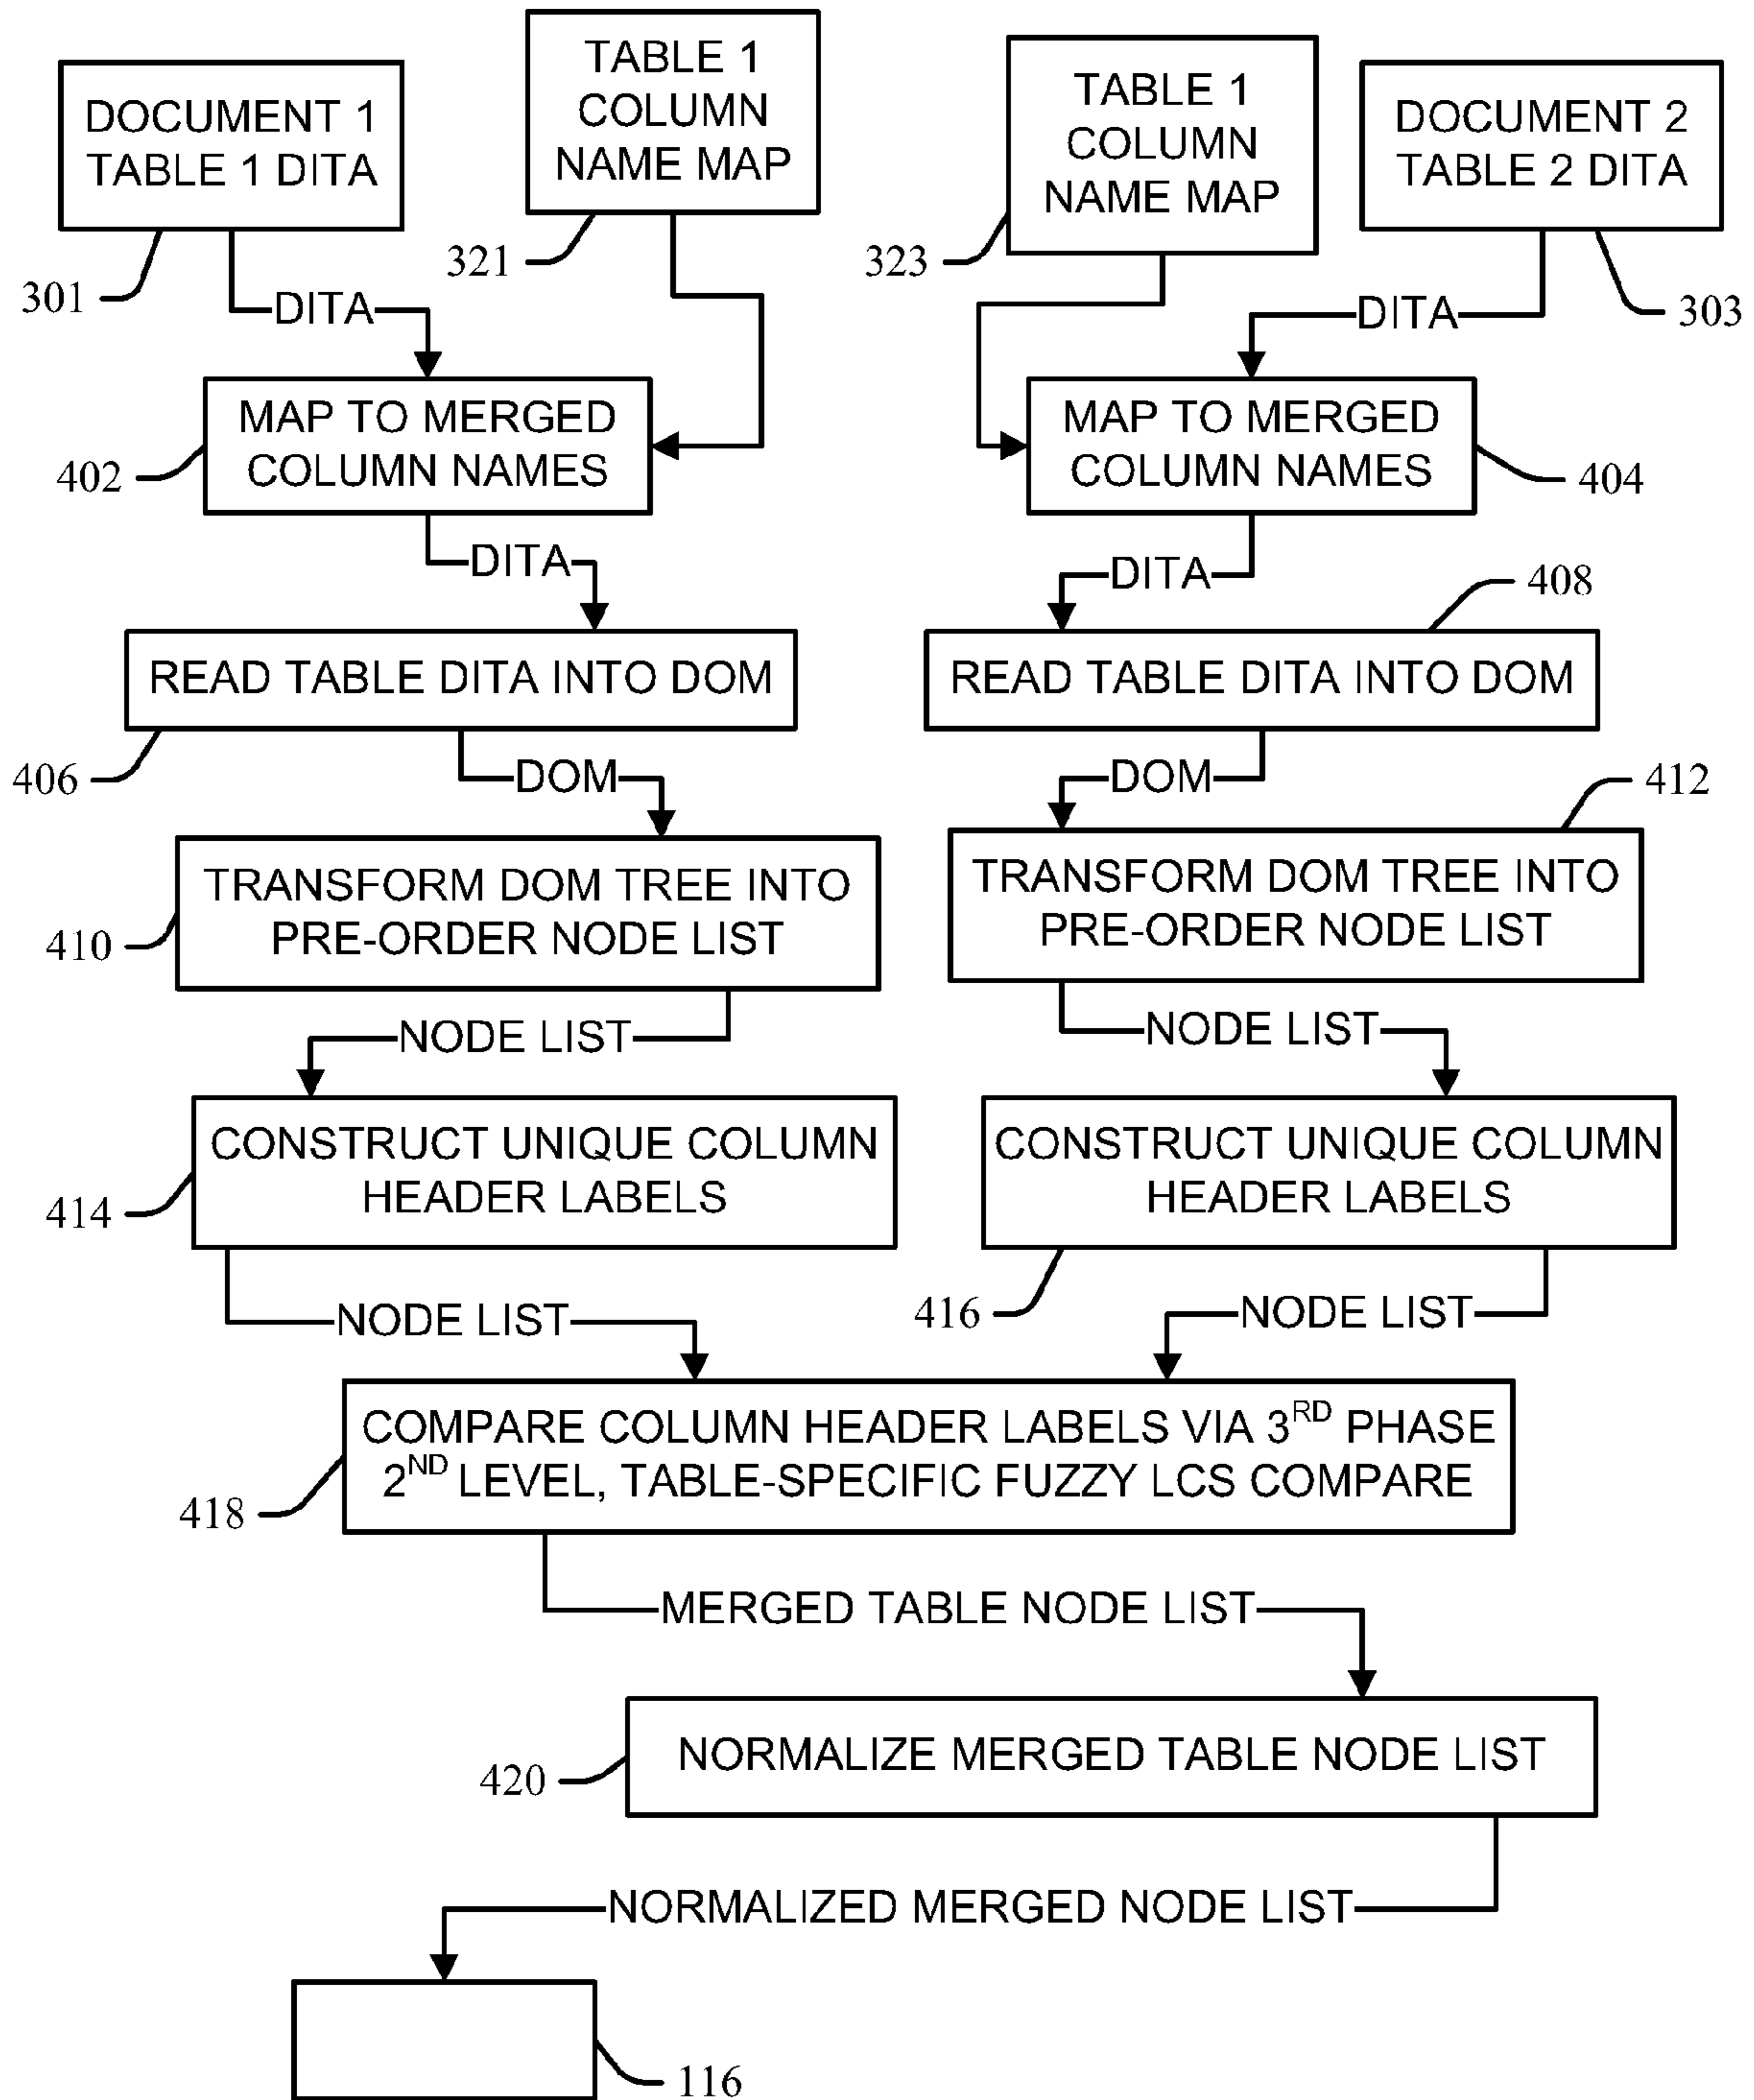 DOCUMENT 1
TABLE 1 DITA
301
TABLE 1
COLUMN
NAME MAP
321
TABLE 1
COLUMN
NAME MAP
323
DOCUMENT 2
TABLE 2 DITA
303
DITA
DITA
MAP TO MERGED
COLUMN NAMES
402
MAP TO MERGED
COLUMN NAMES
404
DITA
DITA
408
READ TABLE DITA INTO DOM
406
READ TABLE DITA INTO DOM
DOM
DOM
412
TRANSFORM DOM TREE INTO
PRE-ORDER NODE LIST
410
TRANSFORM DOM TREE INTO
PRE-ORDER NODE LIST
NODE LIST
NODE LIST
CONSTRUCT UNIQUE COLUMN
HEADER LABELS
414
CONSTRUCT UNIQUE COLUMN
HEADER LABELS
416
NODE LIST
NODE LIST
COMPARE COLUMN HEADER LABELS VIA 3RD PHASE
2ND LEVEL, TABLE-SPECIFIC FUZZY LCS COMPARE
418
MERGED TABLE NODE LIST
NORMALIZE MERGED TABLE NODE LIST
420
NORMALIZED MERGED NODE LIST
116